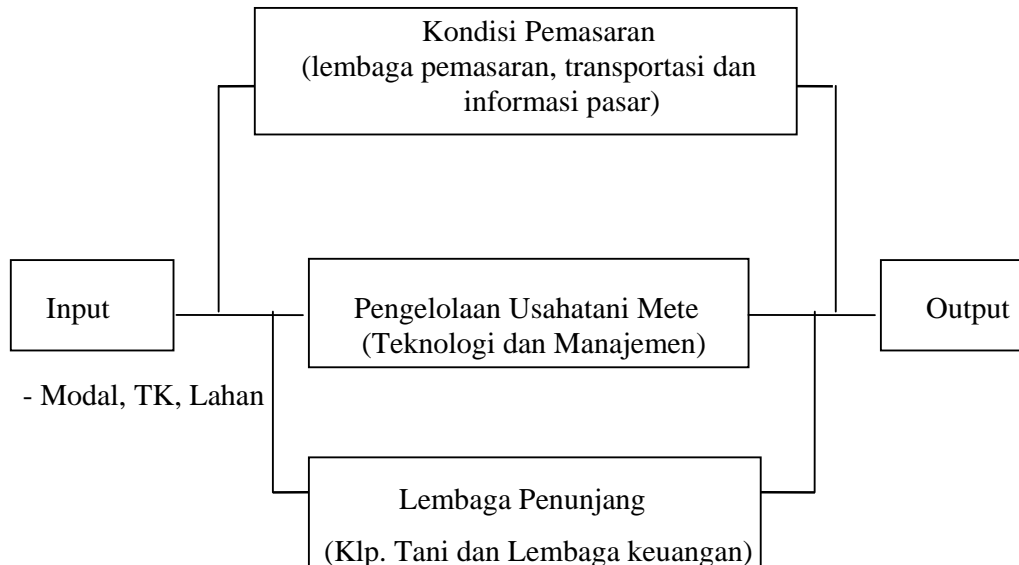 Kondisi Pemasaran
(lembaga pemasaran, transportasi dan
informasi pasar)
Input
Pengelolaan Usahatani Mete
(Teknologi dan Manajemen)
Output
- Modal, TK, Lahan
Lembaga Penunjang
(Klp. Tani dan Lembaga keuangan)